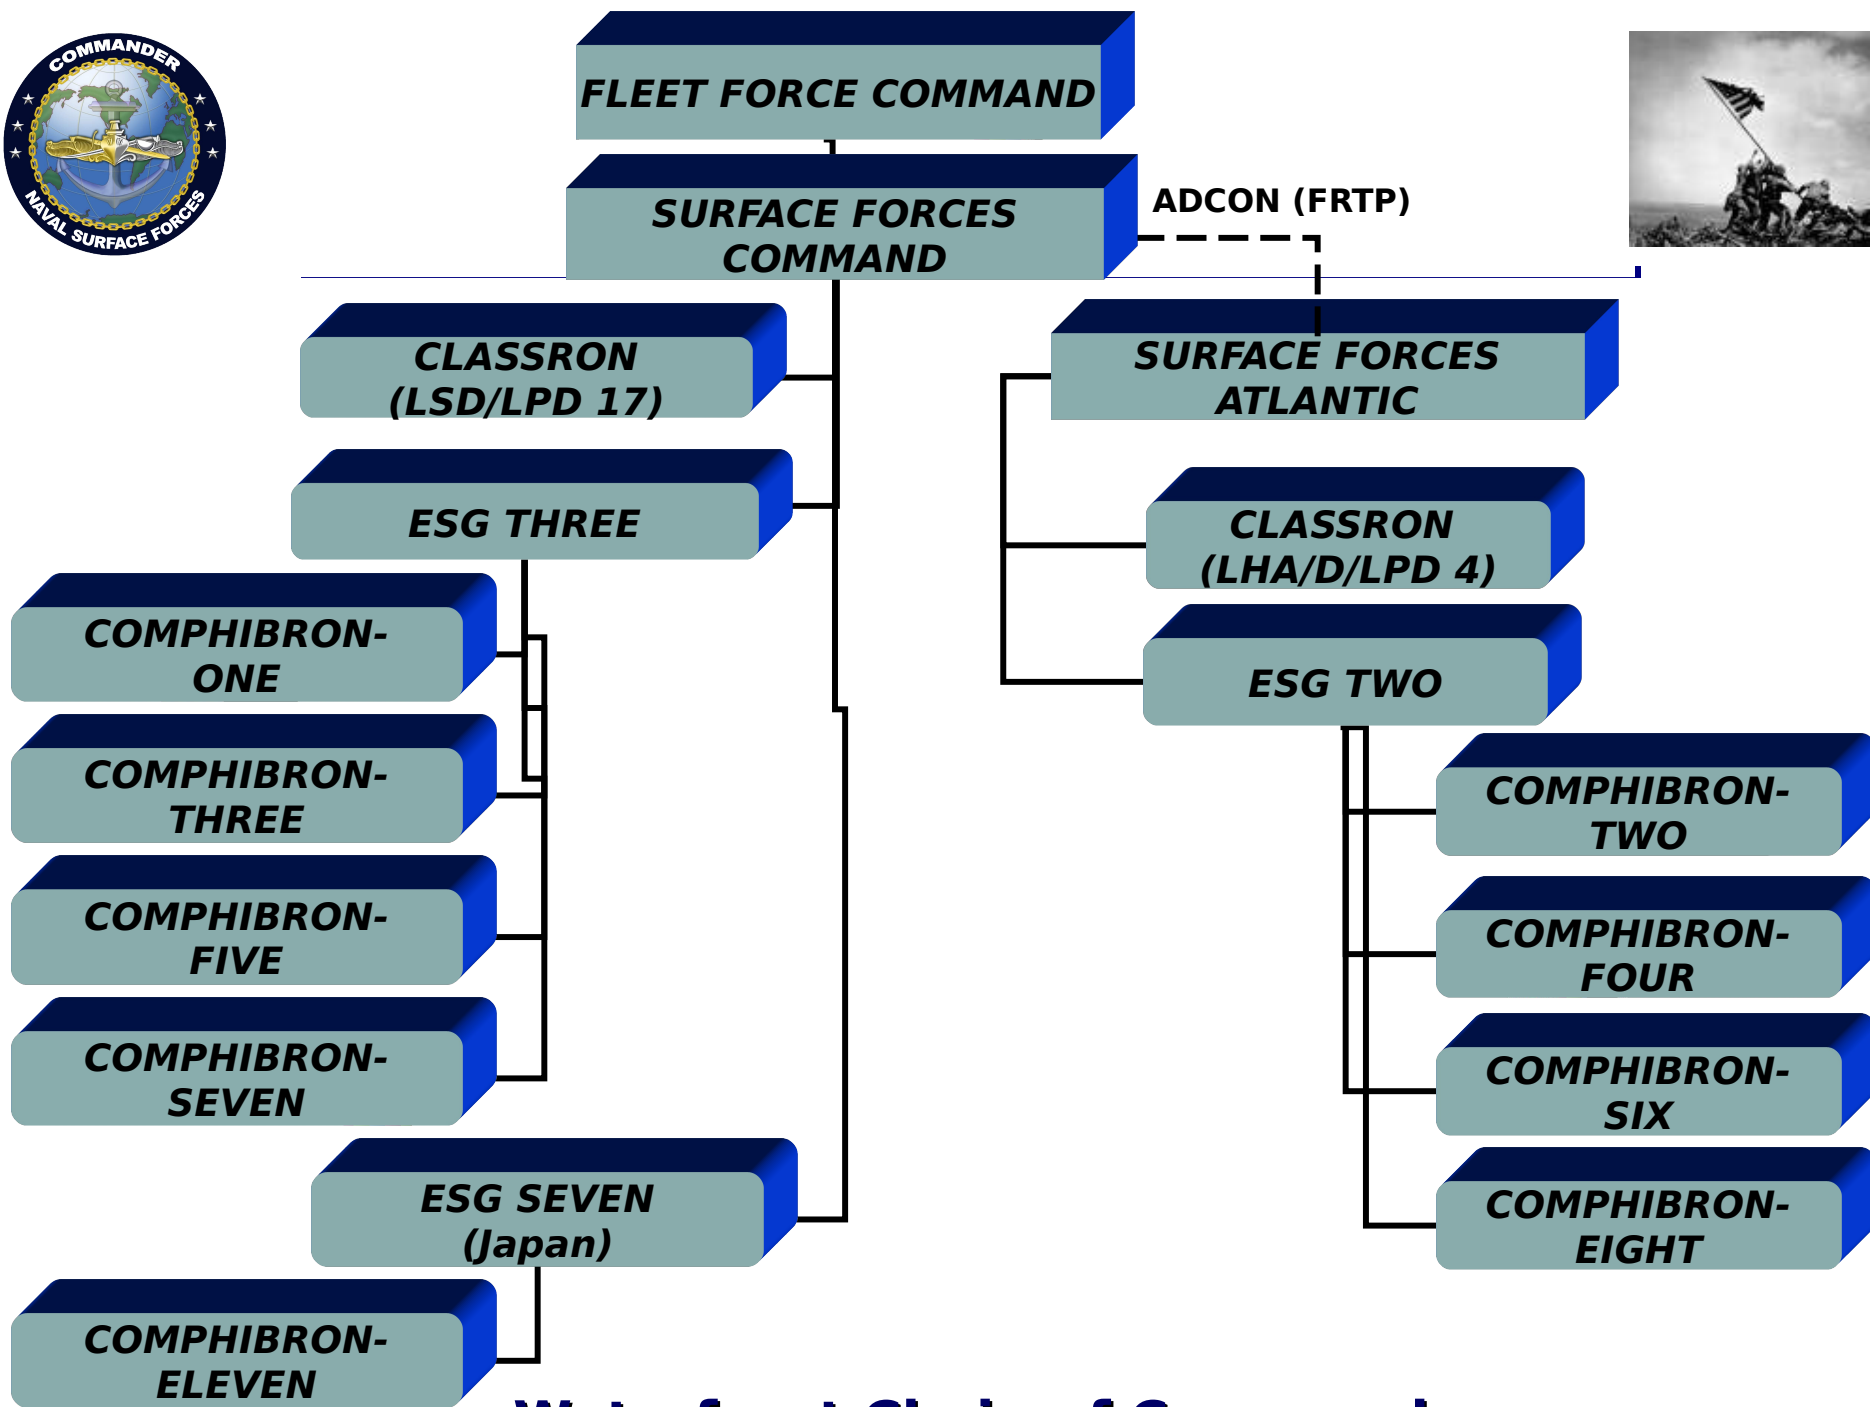 COMMANDER
NAVAL SURFACE FORCES
FLEET FORCE COMMAND
SURFACE FORCES
COMMAND
ADCON (FRTP)
CLASSRON
(LSD/LPD 17)
SURFACE FORCES
ATLANTIC
ESG THREE
CLASSRON
(LHA/D/LPD 4)
COMPHIBRON-
ONE
ESG TWO
COMPHIBRON-
THREE
COMPHIBRON-
TWO
COMPHIBRON-
FIVE
COMPHIBRON-
FOUR
COMPHIBRON-
SEVEN
COMPHIBRON-
SIX
ESG SEVEN
(Japan)
COMPHIBRON-
EIGHT
COMPHIBRON-
ELEVEN